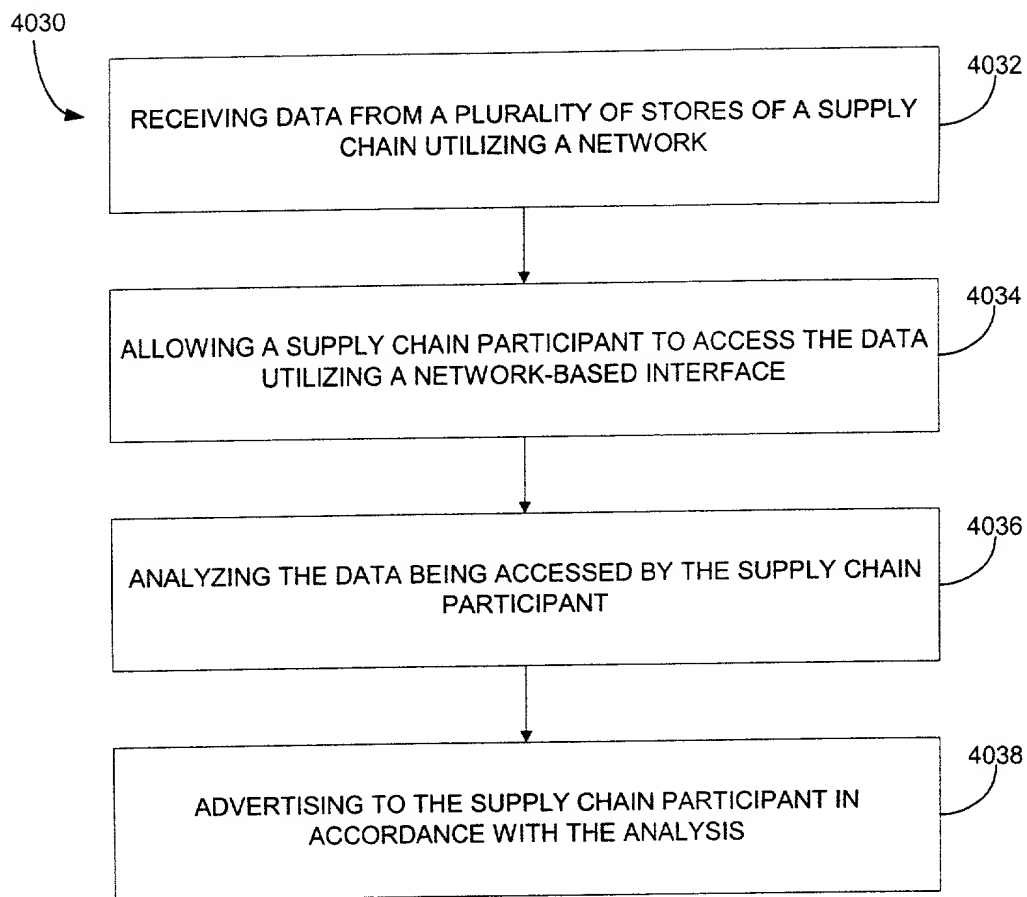 4030
4032
RECEIVING DATA FROM A PLURALITY OF STORES OF A SUPPLY
CHAIN UTILIZING A NETWORK
4034
ALLOWING A SUPPLY CHAIN PARTICIPANT TO ACCESS THE DATA
UTILIZING A NETWORK-BASED INTERFACE
4036
ANALYZING THE DATA BEING ACCESSED BY THE SUPPLY CHAIN
PARTICIPANT
4038
ADVERTISING TO THE SUPPLY CHAIN PARTICIPANT IN
ACCORDANCE WITH THE ANALYSIS